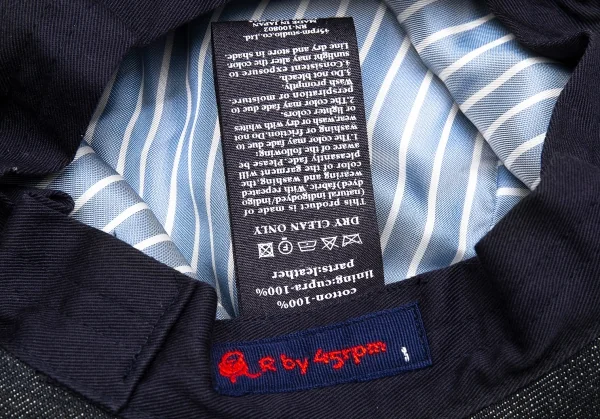 cotton-100%
lining:cupra-100%
parts:leather
DRY CLEAN ONLY
This product is made of
(natural indigodyed/indigo
dyed) fabric. With repeated
wearing and washing, the
color of the garment will
pleasantly fade. Please be
aware of the following:
1.The color may fade due to
washing or friction. Do not
wear,wash or dry with whites
or lighter colors.
2.The color may fade due to
perspiration or moisture.
Wash promptly.
3.Do not bleach.
4.Consistent exposure to
sunlight may alter the color.
Line dry and store in shade.
45rpm-studio.co.,ltd.
RN-100802
MADE IN JAPAN
R by 45rpm
1